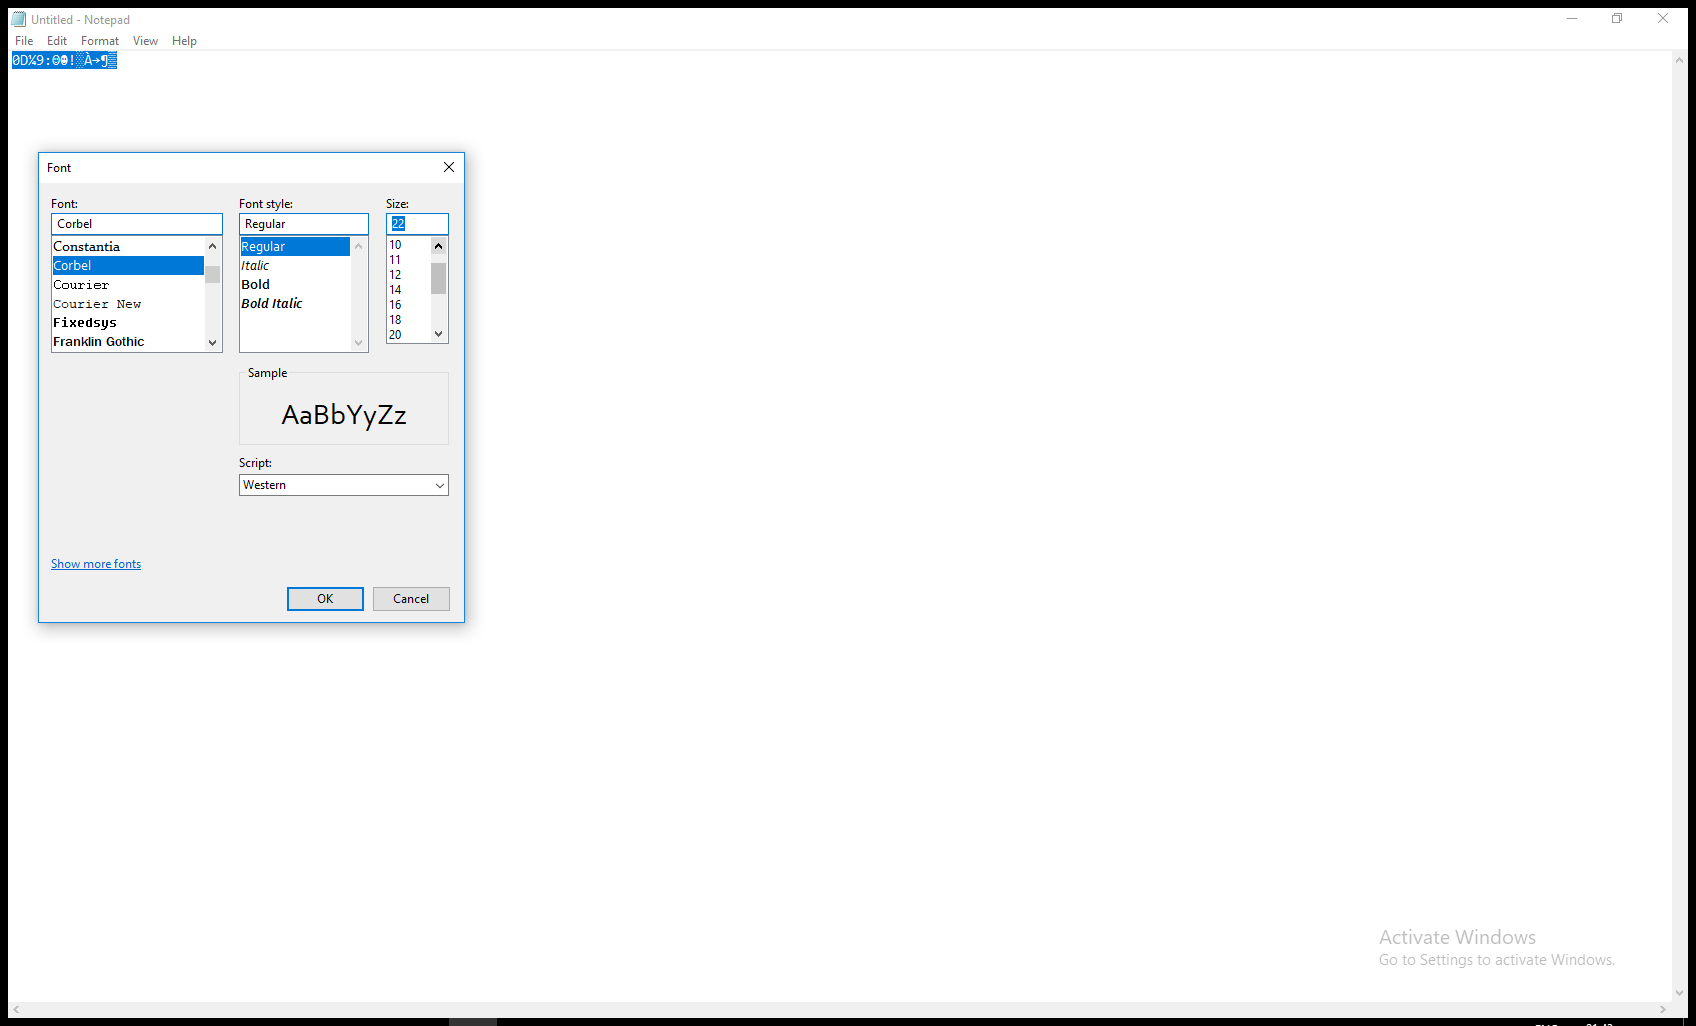 Untitled - Notepad
File Edit Format View Help
0D%9:☺☻!░À→¶▒
Font
Font: Font style: Size:
Corbel Regular 22
Constantia
Corbel
Courier
Courier New
Fixedsys
Franklin Gothic
Regular
Italic
Bold
Bold Italic
10
11
12
14
16
18
20
Sample
AaBbYyZz
Script:
Western
Show more fonts
OK Cancel
Activate Windows
Go to Settings to activate Windows.